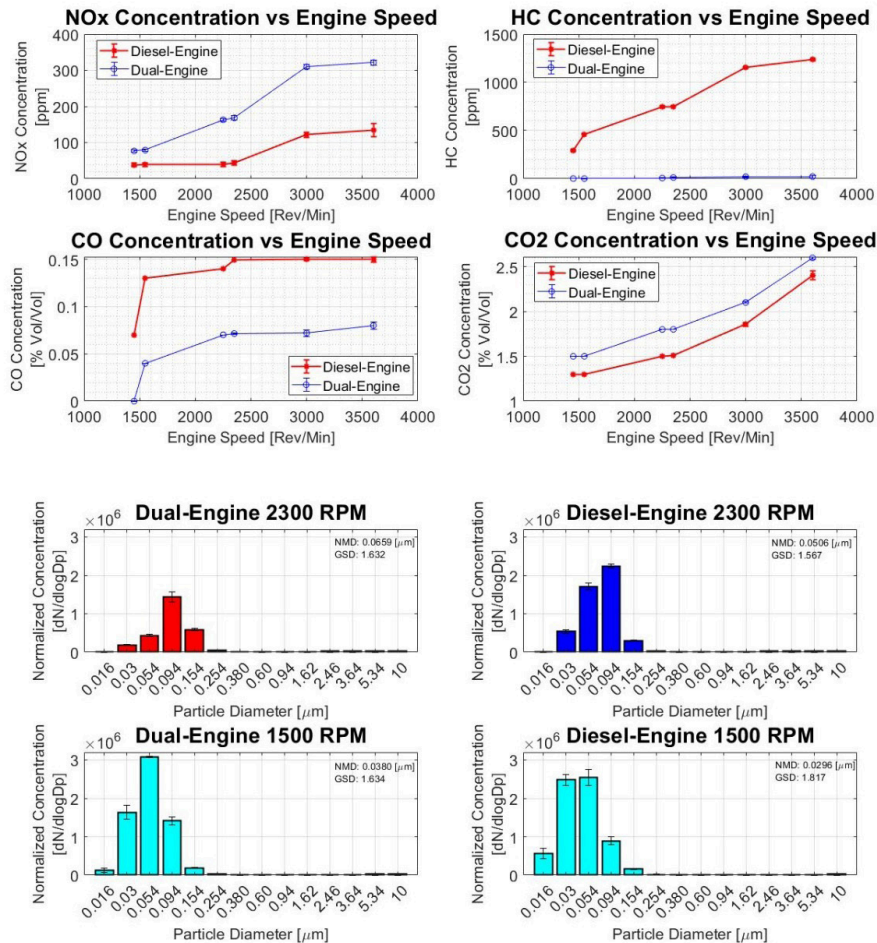 NOx Concentration vs Engine Speed
NOx Concentration
[ppm]
400
300
200
100
0
Diesel-Engine
Dual-Engine
1000 1500 2000 2500 3000 3500 4000
Engine Speed [Rev/Min]
HC Concentration vs Engine Speed
HC Concentration
[ppm]
1500
1000
500
0
Diesel-Engine
Dual-Engine
1000 1500 2000 2500 3000 3500 4000
Engine Speed [Rev/Min]
CO Concentration vs Engine Speed
CO Concentration
[% Vol/Vol]
0.15
0.1
0.05
0
Diesel-Engine
Dual-Engine
1000 1500 2000 2500 3000 3500 4000
Engine Speed [Rev/Min]
CO2 Concentration vs Engine Speed
CO2 Concentration
[% Vol/Vol]
2.5
2
1.5
1
Diesel-Engine
Dual-Engine
1000 1500 2000 2500 3000 3500 4000
Engine Speed [Rev/Min]
Dual-Engine 2300 RPM
× 10⁶
Normalized Concentration
[dN/dlogDp]
3
2
1
0
NMD: 0.0659 [μm]
GSD: 1.632
0.016 0.03 0.054 0.094 0.154 0.254 0.380 0.60 0.94 1.62 2.46 3.64 5.34 10
Particle Diameter [μm]
Diesel-Engine 2300 RPM
× 10⁶
Normalized Concentration
[dN/dlogDp]
3
2
1
0
NMD: 0.0506 [μm]
GSD: 1.567
0.016 0.03 0.054 0.094 0.154 0.254 0.380 0.60 0.94 1.62 2.46 3.64 5.34 10
Particle Diameter [μm]
Dual-Engine 1500 RPM
× 10⁶
Normalized Concentration
[dN/dlogDp]
3
2
1
0
NMD: 0.0380 [μm]
GSD: 1.634
0.016 0.03 0.054 0.094 0.154 0.254 0.380 0.60 0.94 1.62 2.46 3.64 5.34 10
Particle Diameter [μm]
Diesel-Engine 1500 RPM
× 10⁶
Normalized Concentration
[dN/dlogDp]
3
2
1
0
NMD: 0.0296 [μm]
GSD: 1.817
0.016 0.03 0.054 0.094 0.154 0.254 0.380 0.60 0.94 1.62 2.46 3.64 5.34 10
Particle Diameter [μm]